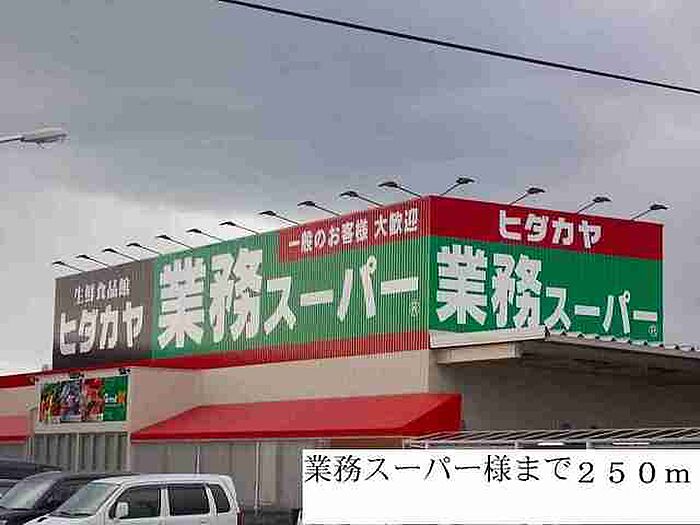 生鮮食品館
ヒダカヤ
業務スーパー®
一般のお客様 大歓迎
ヒダカヤ
業務スーパー®
業務スーパー様まで２５０ｍ